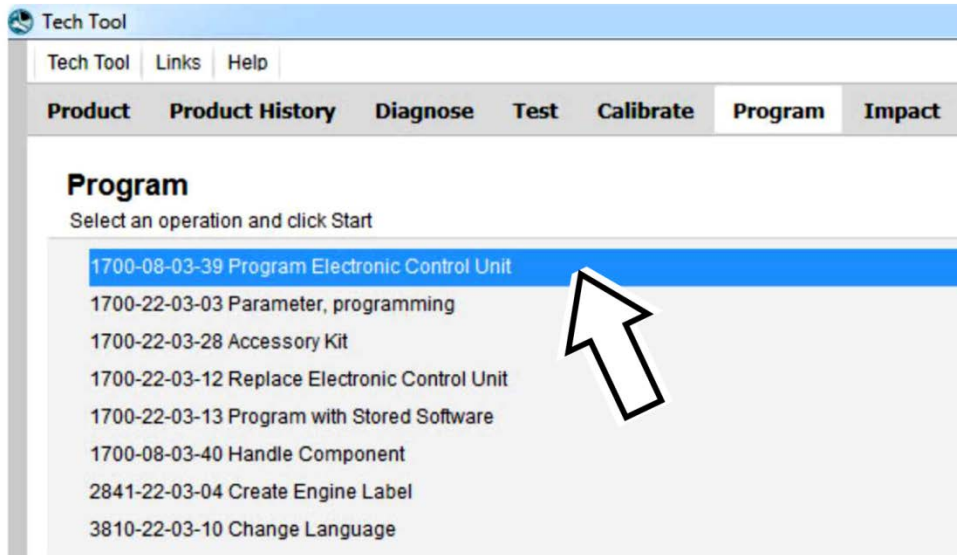 Tech Tool
Tech Tool Links Help
Product Product History Diagnose Test Calibrate Program Impact
Program
Select an operation and click Start
1700-08-03-39 Program Electronic Control Unit
1700-22-03-03 Parameter, programming
1700-22-03-28 Accessory Kit
1700-22-03-12 Replace Electronic Control Unit
1700-22-03-13 Program with Stored Software
1700-08-03-40 Handle Component
2841-22-03-04 Create Engine Label
3810-22-03-10 Change Language